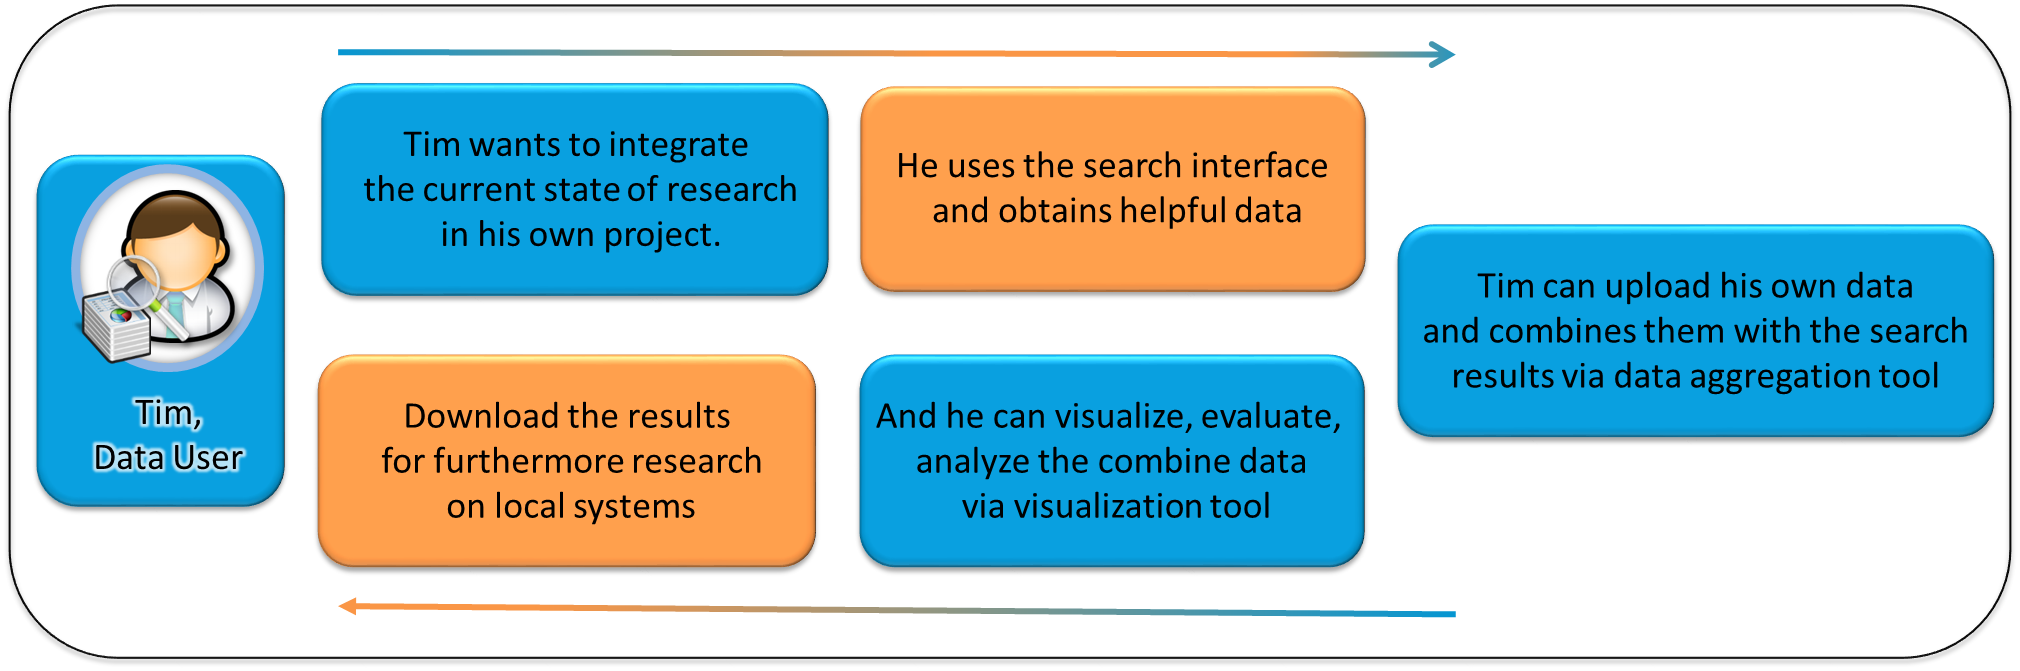 Tim,
Data User
Tim wants to integrate
the current state of research
in his own project.
He uses the search interface
and obtains helpful data
Tim can upload his own data
and combines them with the search
results via data aggregation tool
And he can visualize, evaluate,
analyze the combine data
via visualization tool
Download the results
for furthermore research
on local systems